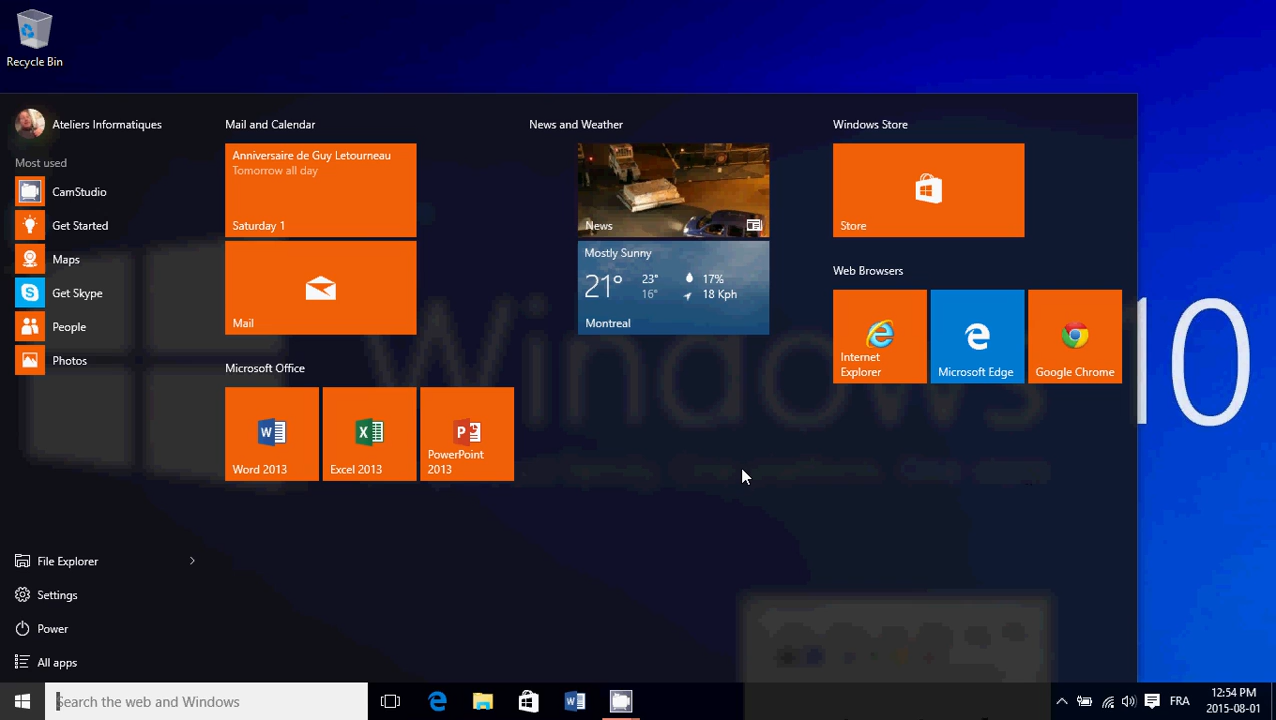 Recycle Bin
Ateliers Informatiques
Most used
CamStudio
Get Started
Maps
Get Skype
People
Photos
File Explorer
Settings
Power
All apps
Mail and Calendar
Anniversaire de Guy Letourneau
Tomorrow all day
Saturday 1
Mail
Microsoft Office
Word 2013
Excel 2013
PowerPoint
2013
News and Weather
News
Mostly Sunny
21°
23°
16°
17%
18 Kph
Montreal
Windows Store
Store
Web Browsers
Internet
Explorer
Microsoft Edge
Google Chrome
Windows 10
Search the web and Windows
FRA
12:54 PM
2015-08-01